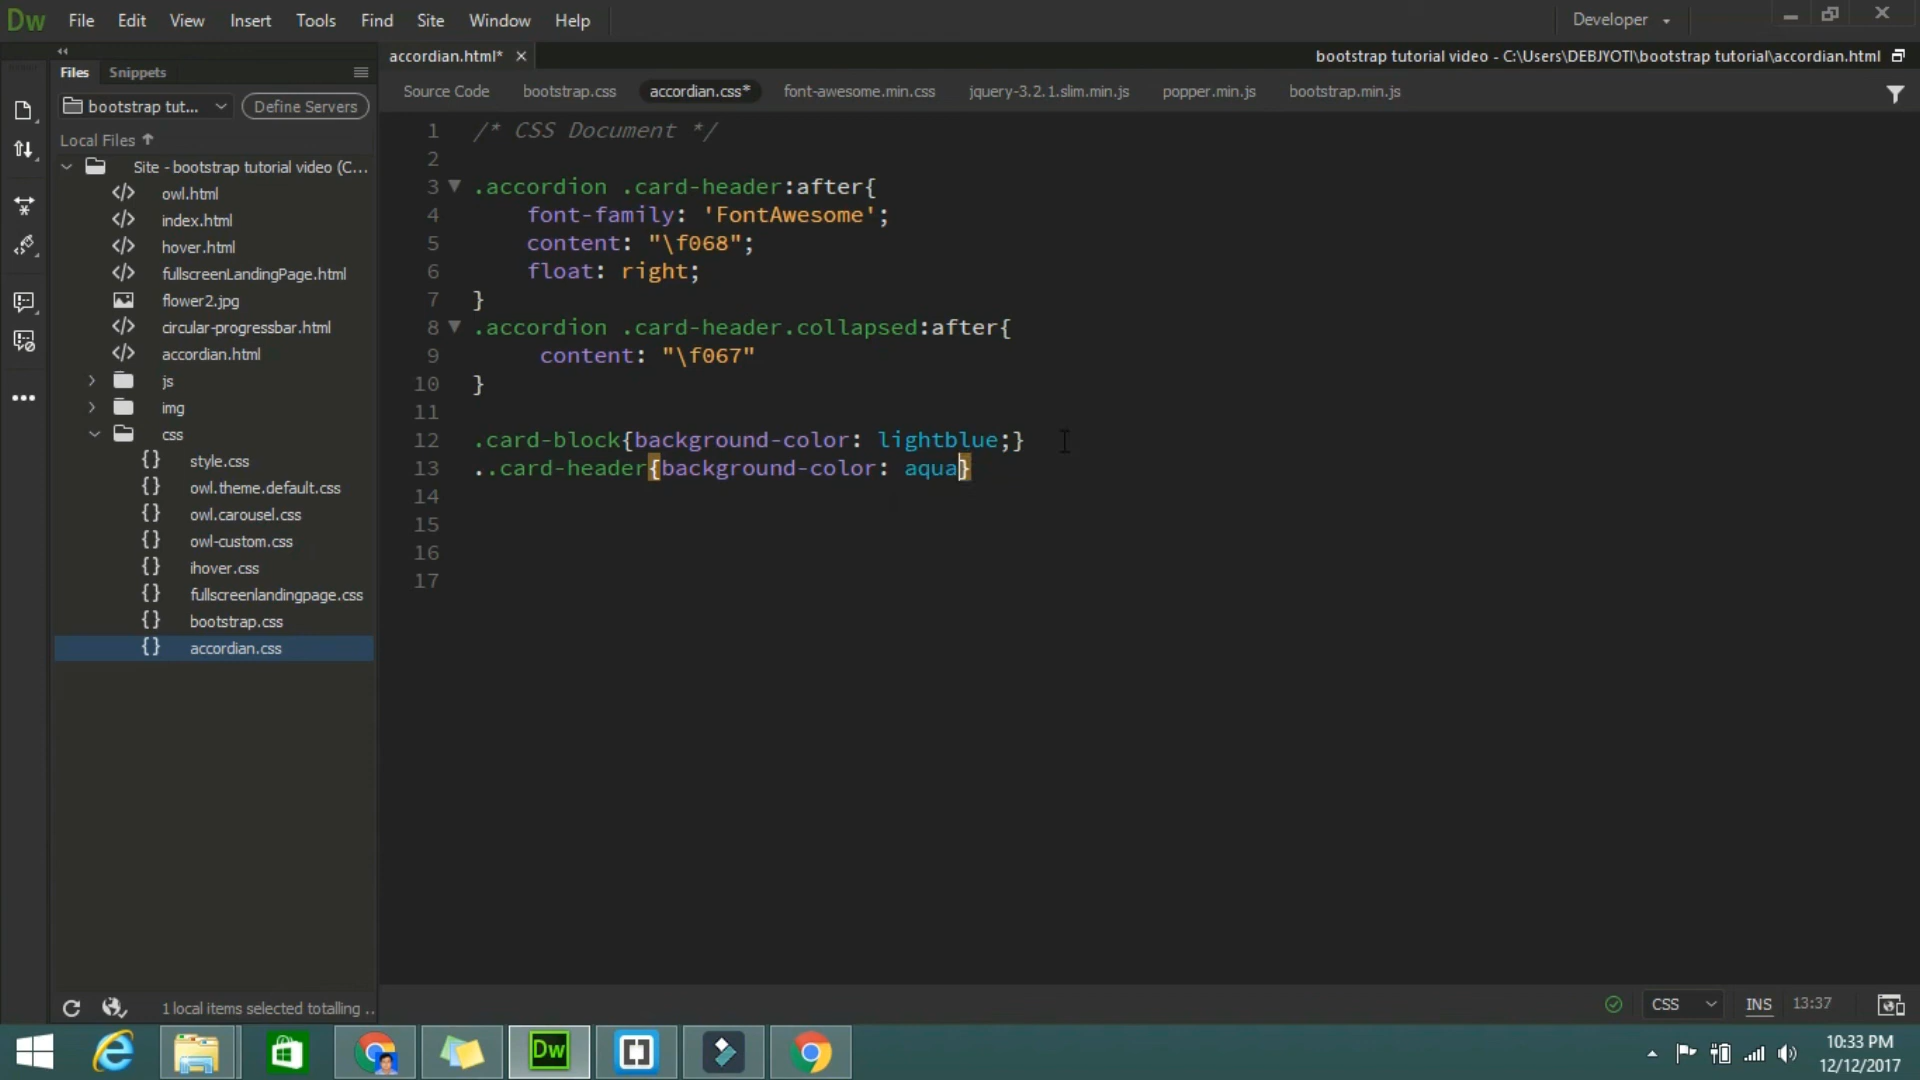 Dw File Edit View Insert Tools Find Site Window Help Developer
Files Snippets
accordian.html* bootstrap tutorial video - C:\Users\DEBJYOTI\bootstrap tutorial\accordian.html
bootstrap tut... Define Servers
Source Code bootstrap.css accordian.css* font-awesome.min.css jquery-3.2.1.slim.min.js popper.min.js bootstrap.min.js
Local Files
Site - bootstrap tutorial video (C...
owl.html
index.html
hover.html
fullscreenLandingPage.html
flower2.jpg
circular-progressbar.html
accordian.html
js
img
css
style.css
owl.theme.default.css
owl.carousel.css
owl-custom.css
ihover.css
fullscreenlandingpage.css
bootstrap.css
accordian.css
1 /* CSS Document */
2
3 .accordion .card-header:after{
4 font-family: 'FontAwesome';
5 content: "\f068";
6 float: right;
7 }
8 .accordion .card-header.collapsed:after{
9 content: "\f067"
10 }
11
12 .card-block{background-color: lightblue;}
13 ..card-header{background-color: aqua}
14
15
16
17
1 local items selected totalling ..
CSS INS 13:37
Dw
10:33 PM
12/12/2017